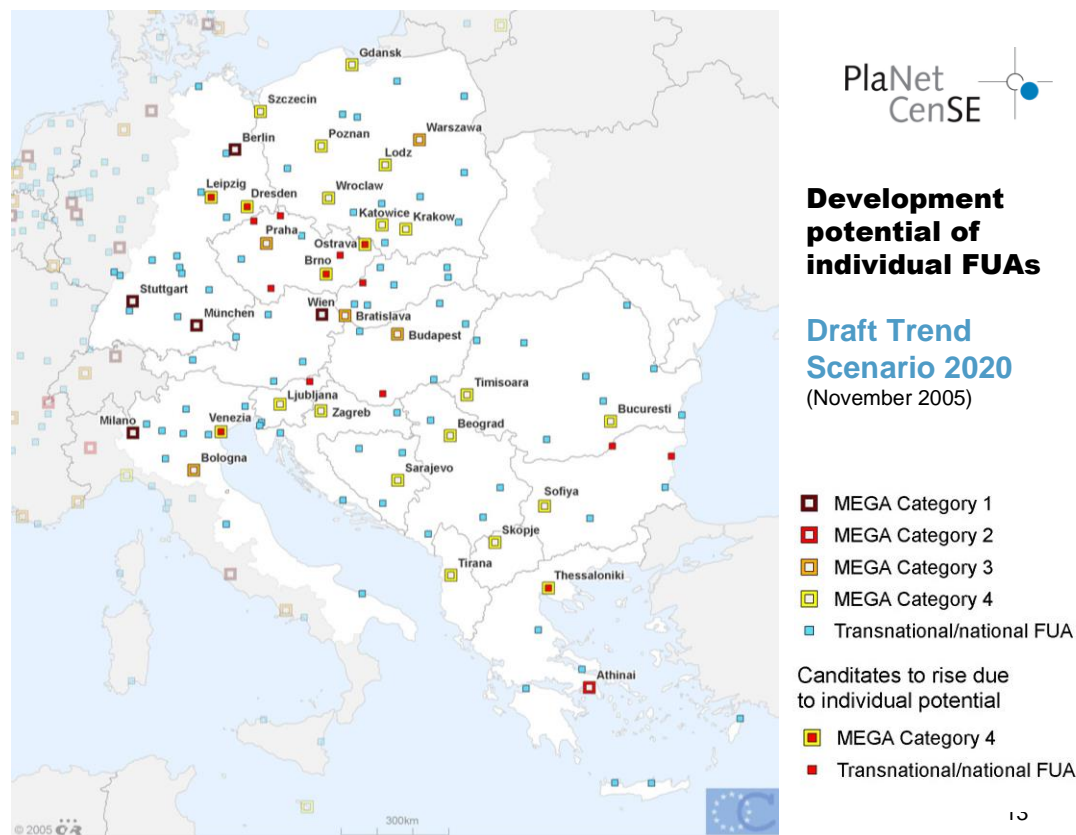 Gdansk
Szczecin
Berlin
Poznan
Warszawa
Lodz
Leipzig
Dresden
Wroclaw
Katowice
Krakow
Praha
Ostrava
Brno
Stuttgart
München
Wien
Bratislava
Budapest
Timisoara
Ljubljana
Zagreb
Bucuresti
Milano
Venezia
Beograd
Bologna
Sarajevo
Sofiya
Skopje
Tirana
Thessaloniki
Athinai
300km
© 2005
PlaNet
CenSE
Development
potential of
individual FUAs
Draft Trend
Scenario 2020
(November 2005)
MEGA Category 1
MEGA Category 2
MEGA Category 3
MEGA Category 4
Transnational/national FUA
Canditates to rise due
to individual potential
MEGA Category 4
Transnational/national FUA